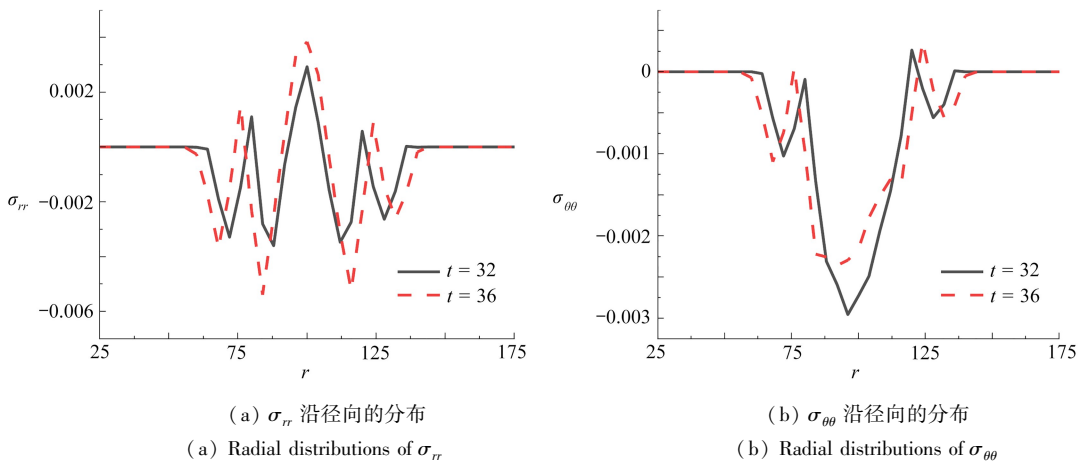 0.002
σrr −0.002
−0.006
t = 32
t = 36
25 75 125 175
r
0
−0.001
σθθ −0.002
−0.003
t = 32
t = 36
25 75 125 175
r
(a) σrr 沿径向的分布
(a) Radial distributions of σrr
(b) σθθ 沿径向的分布
(b) Radial distributions of σθθ